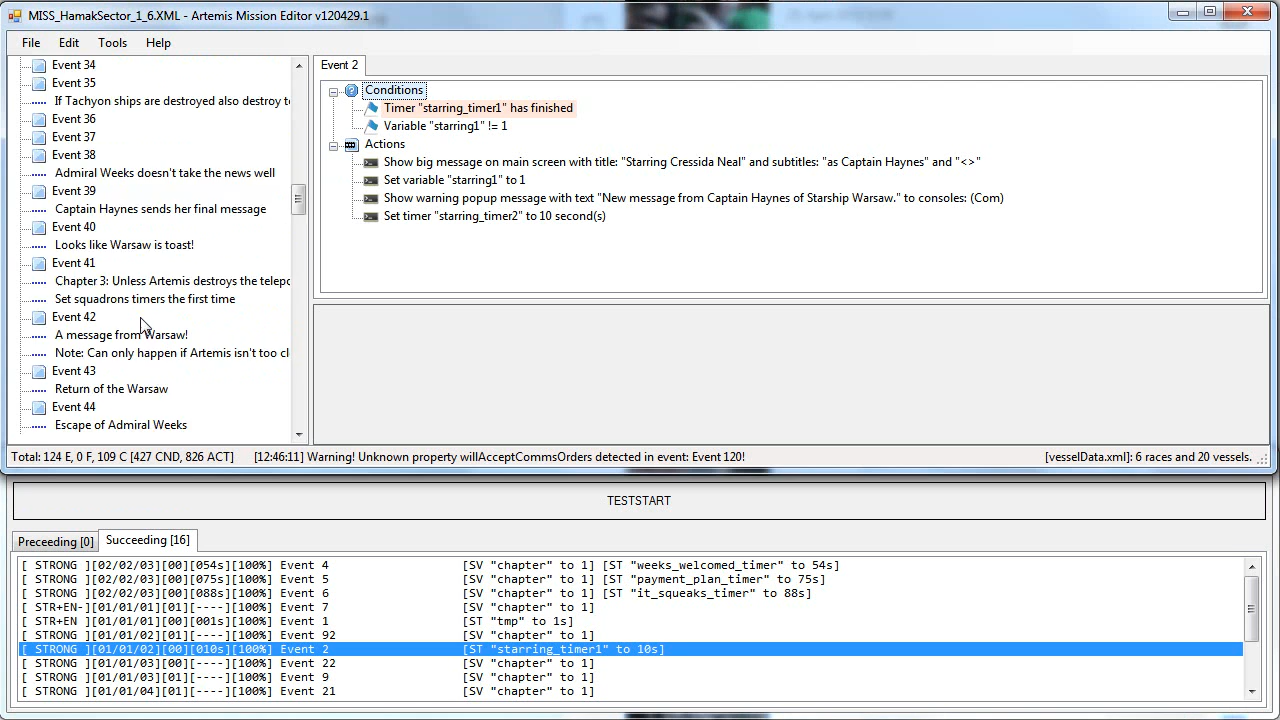 MISS_HamakSector_1_6.XML - Artemis Mission Editor v120429.1
File Edit Tools Help
Event 34
Event 35
If Tachyon ships are destroyed also destroy t
Event 36
Event 37
Event 38
Admiral Weeks doesn't take the news well
Event 39
Captain Haynes sends her final message
Event 40
Looks like Warsaw is toast!
Event 41
Chapter 3: Unless Artemis destroys the telepo
Set squadrons timers the first time
Event 42
A message from Warsaw!
Note: Can only happen if Artemis isn't too cl
Event 43
Return of the Warsaw
Event 44
Escape of Admiral Weeks
Event 2
Conditions
Timer "starring_timer1" has finished
Variable "starring1" != 1
Actions
Show big message on main screen with title: "Starring Cressida Neal" and subtitles: "as Captain Haynes" and "<>"
Set variable "starring1" to 1
Show warning popup message with text "New message from Captain Haynes of Starship Warsaw." to consoles: (Com)
Set timer "starring_timer2" to 10 second(s)
Total: 124 E, 0 F, 109 C [427 CND, 826 ACT] [12:46:11] Warning! Unknown property willAcceptCommsOrders detected in event: Event 120! [vesselData.xml]: 6 races and 20 vessels.
TESTSTART
Preceeding [0] Succeeding [16]
[ STRONG ][02/02/03][00][054s][100%] Event 4 [SV "chapter" to 1] [ST "weeks_welcomed_timer" to 54s]
[ STRONG ][02/02/03][00][075s][100%] Event 5 [SV "chapter" to 1] [ST "payment_plan_timer" to 75s]
[ STRONG ][02/02/03][00][088s][100%] Event 6 [SV "chapter" to 1] [ST "it_squeaks_timer" to 88s]
[ STR+EN-][01/01/01][01][----][100%] Event 7 [SV "chapter" to 1]
[ STR+EN ][01/01/01][00][001s][100%] Event 1 [ST "tmp" to 1s]
[ STRONG ][01/01/02][01][----][100%] Event 92 [SV "chapter" to 1]
[ STRONG ][01/01/02][00][010s][100%] Event 2 [ST "starring_timer1" to 10s]
[ STRONG ][01/01/03][00][----][100%] Event 22 [SV "chapter" to 1]
[ STRONG ][01/01/03][01][----][100%] Event 9 [SV "chapter" to 1]
[ STRONG ][01/01/04][01][----][100%] Event 21 [SV "chapter" to 1]